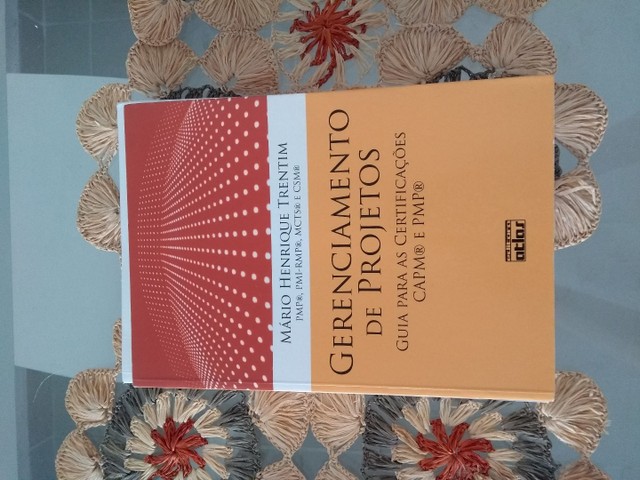 MÁRIO HENRIQUE TRENTIM
PMP®, PMI-RMP®, MCTS® E CSM®
GERENCIAMENTO
DE PROJETOS
GUIA PARA AS CERTIFICAÇÕES
CAPM® E PMP®
atlas